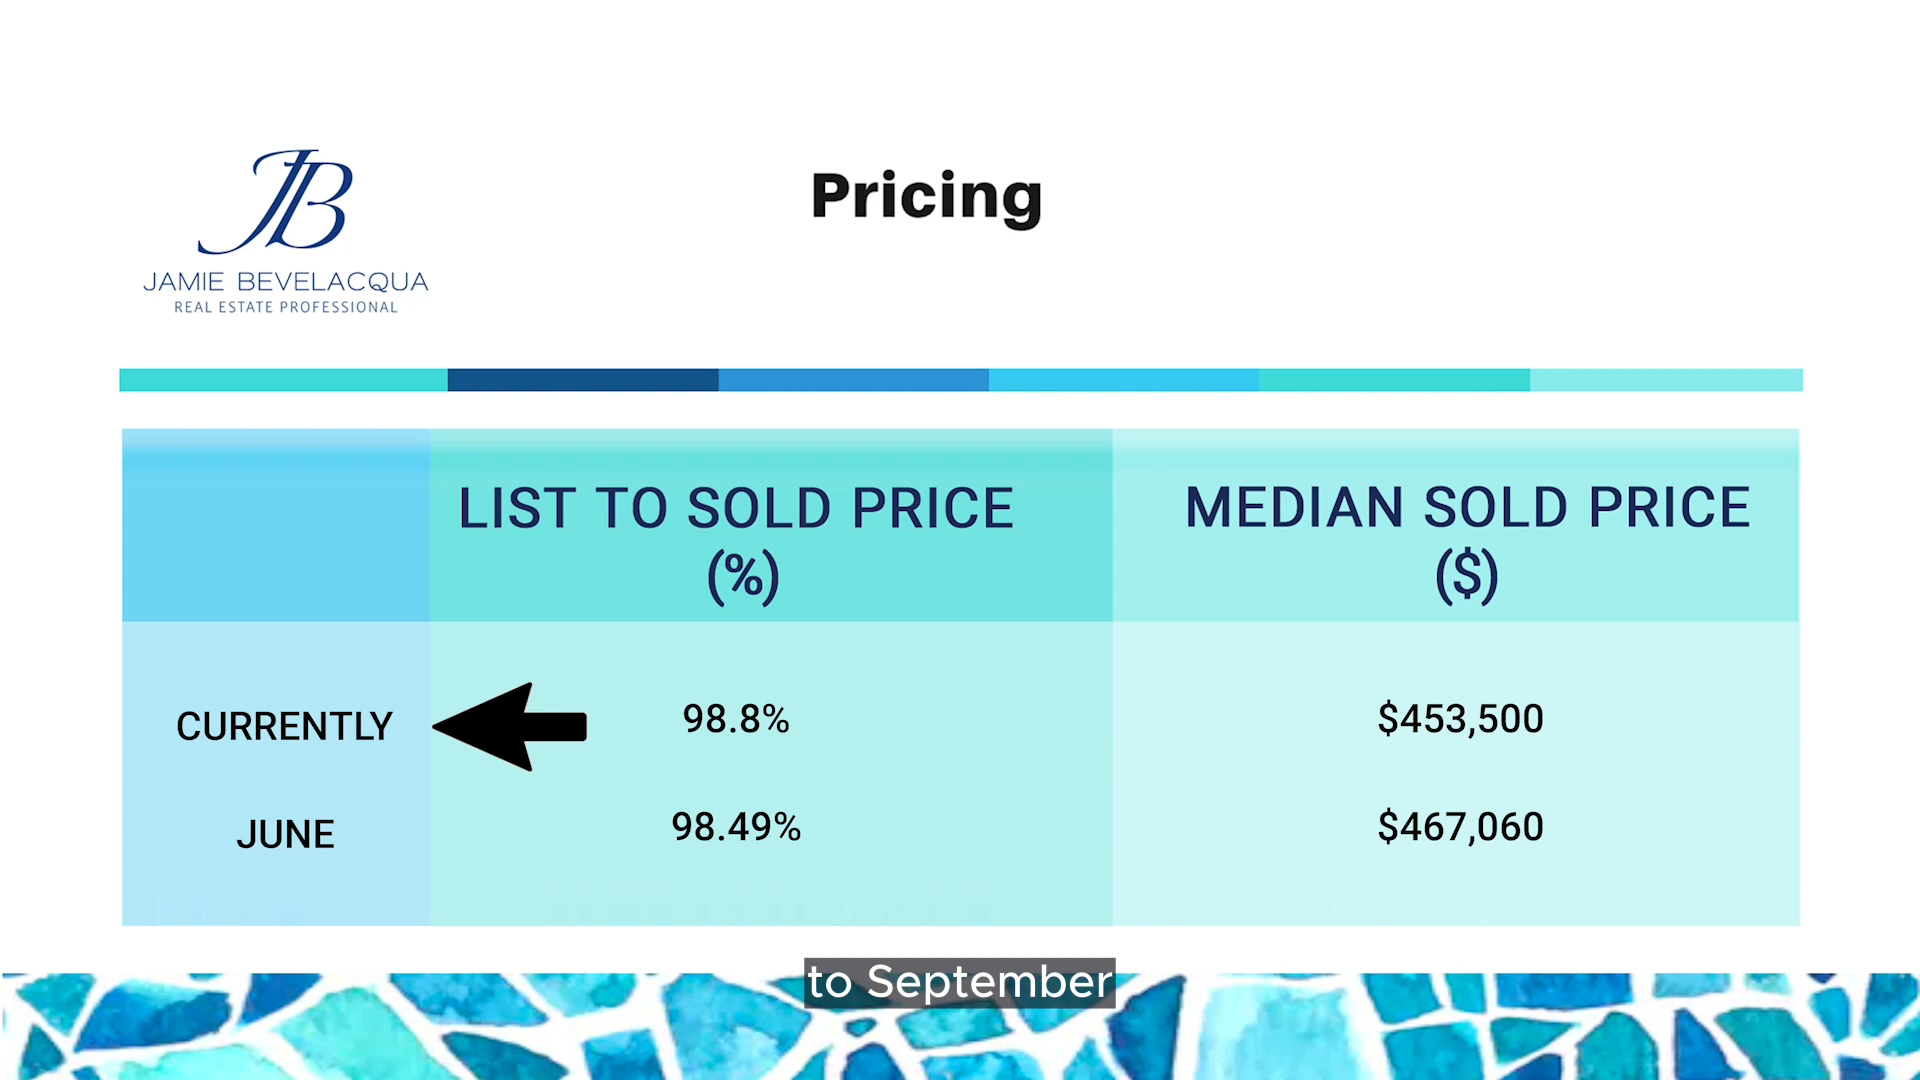 JB
JAMIE BEVELACQUA
REAL ESTATE PROFESSIONAL
Pricing
LIST TO SOLD PRICE
(%)
MEDIAN SOLD PRICE
($)
CURRENTLY
98.8%
$453,500
JUNE
98.49%
$467,060
to September